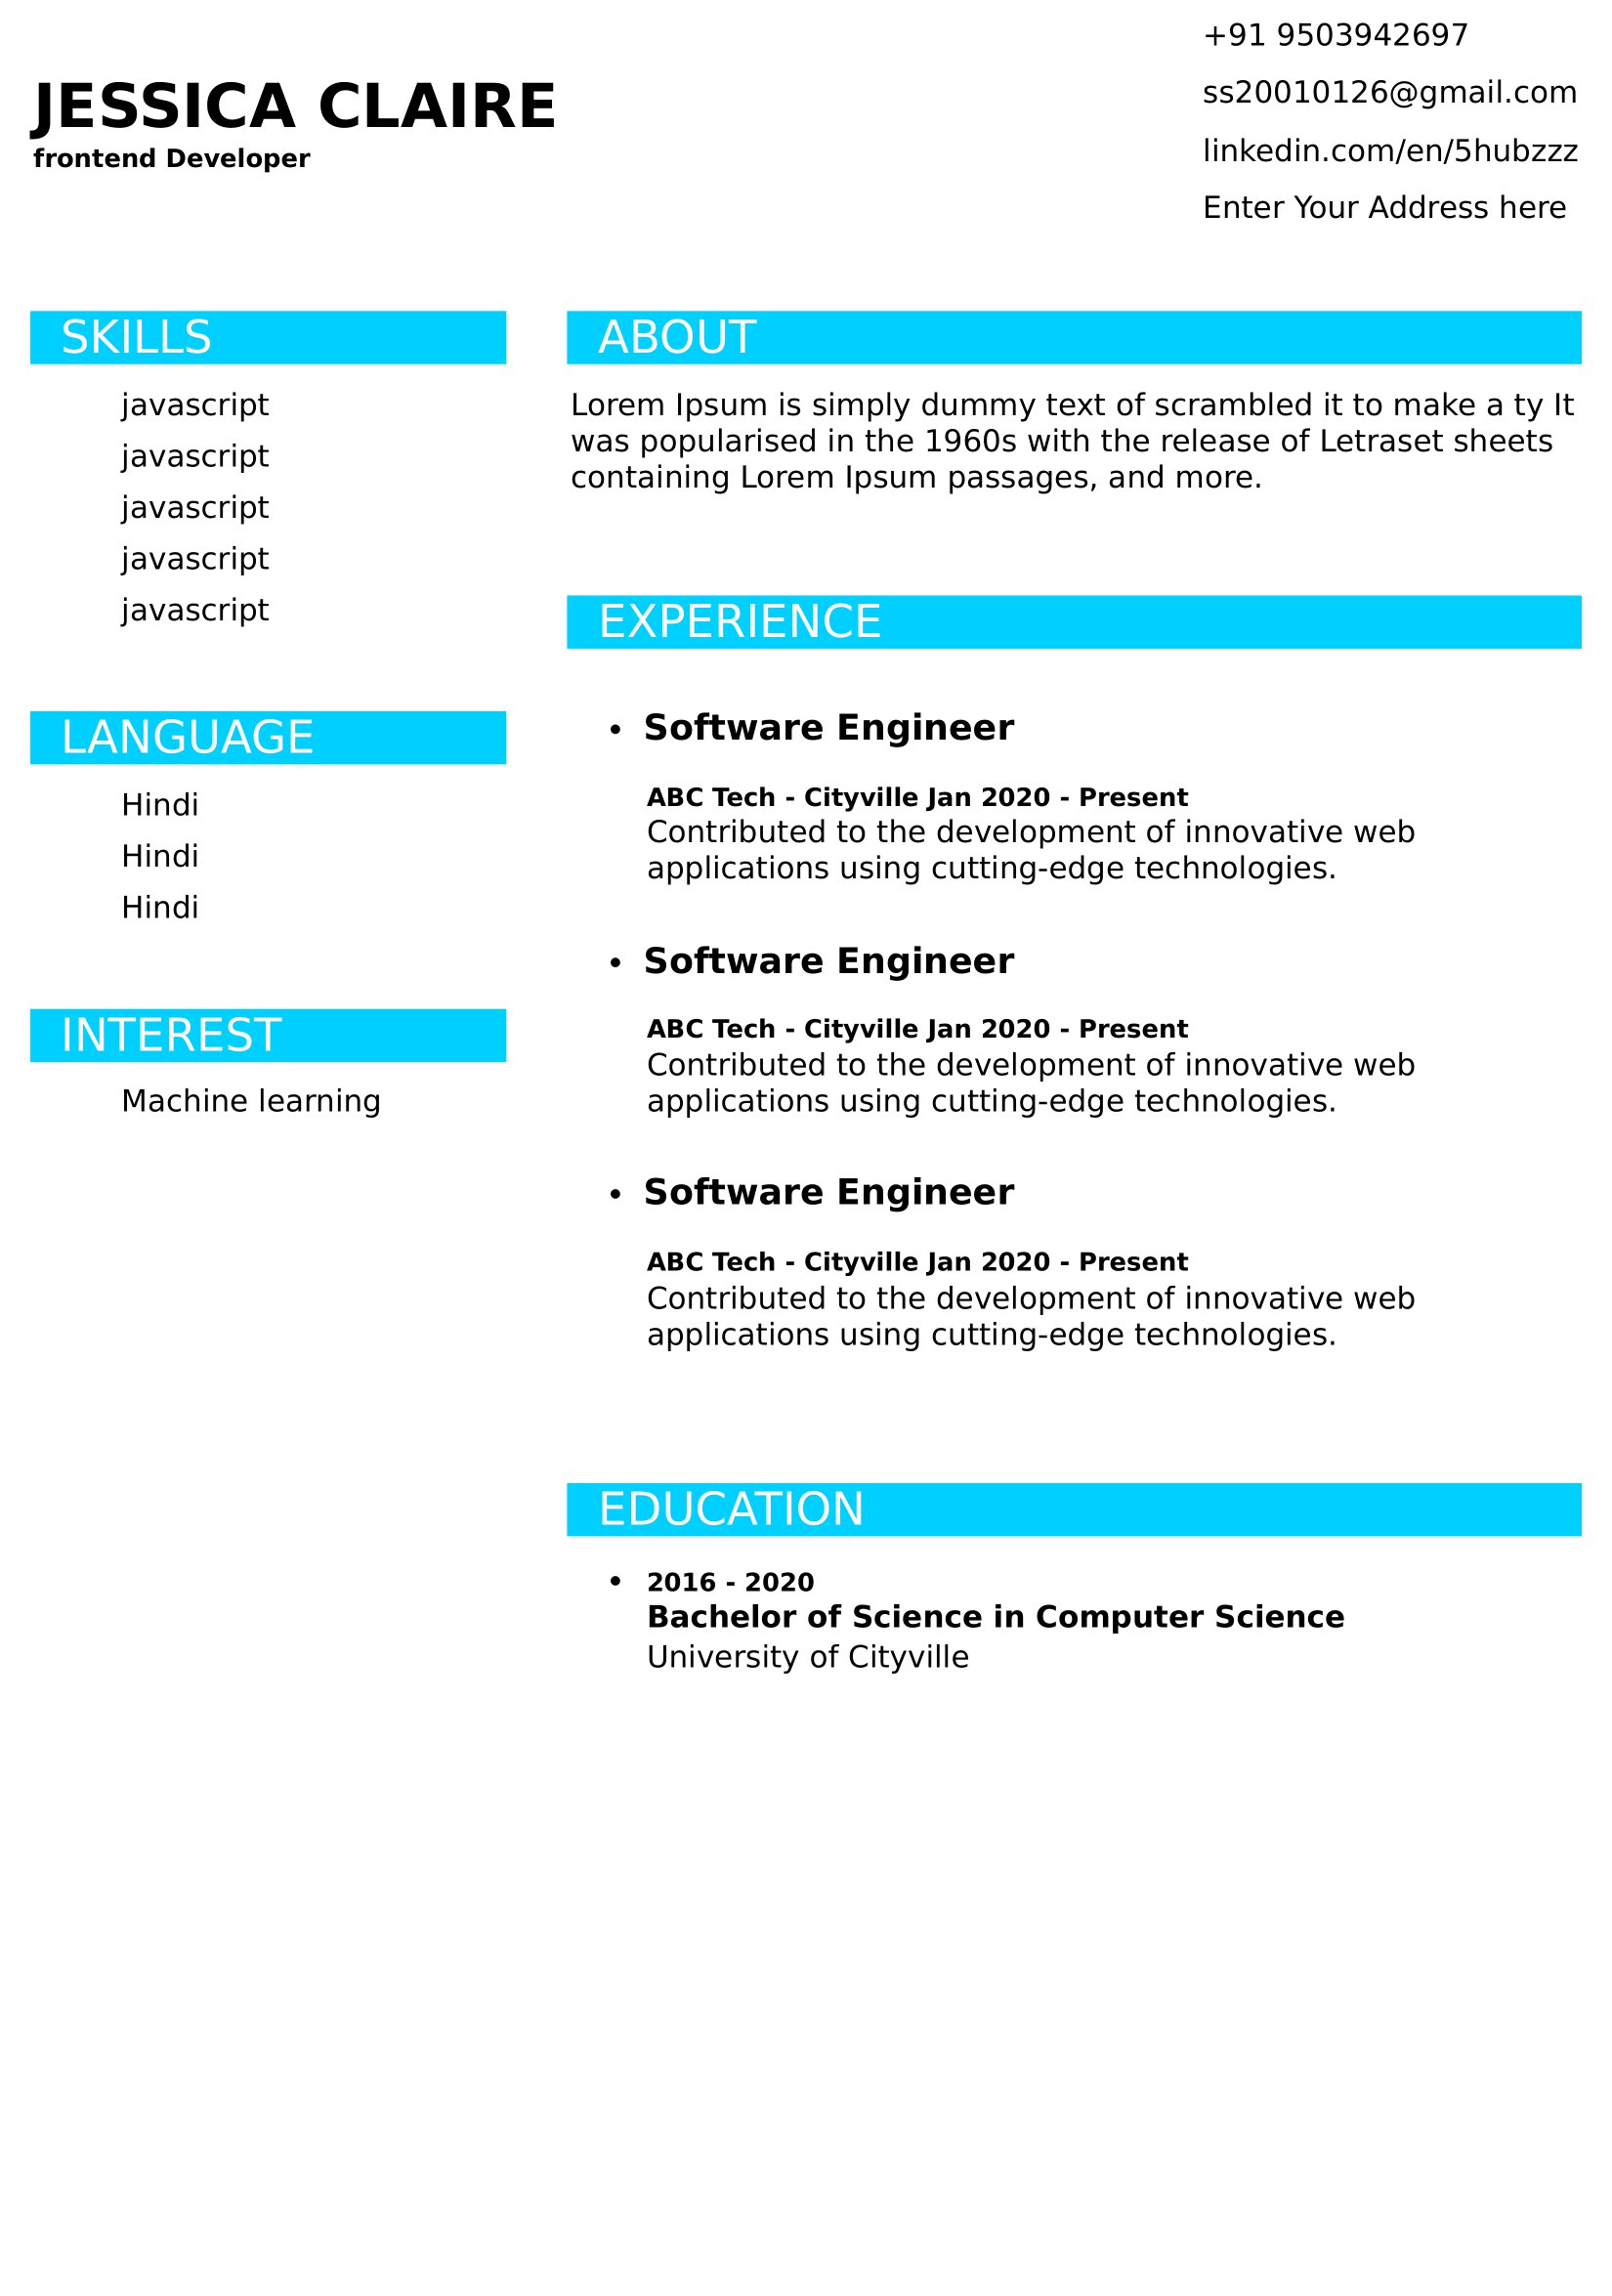 JESSICA CLAIRE
frontend Developer
+91 9503942697
ss20010126@gmail.com
linkedin.com/en/5hubzzz
Enter Your Address here
SKILLS
javascript
javascript
javascript
javascript
javascript
LANGUAGE
Hindi
Hindi
Hindi
INTEREST
Machine learning
ABOUT
Lorem Ipsum is simply dummy text of scrambled it to make a ty It
was popularised in the 1960s with the release of Letraset sheets
containing Lorem Ipsum passages, and more.
EXPERIENCE
• Software Engineer
ABC Tech - Cityville Jan 2020 - Present
Contributed to the development of innovative web
applications using cutting-edge technologies.
• Software Engineer
ABC Tech - Cityville Jan 2020 - Present
Contributed to the development of innovative web
applications using cutting-edge technologies.
• Software Engineer
ABC Tech - Cityville Jan 2020 - Present
Contributed to the development of innovative web
applications using cutting-edge technologies.
EDUCATION
• 2016 - 2020
Bachelor of Science in Computer Science
University of Cityville